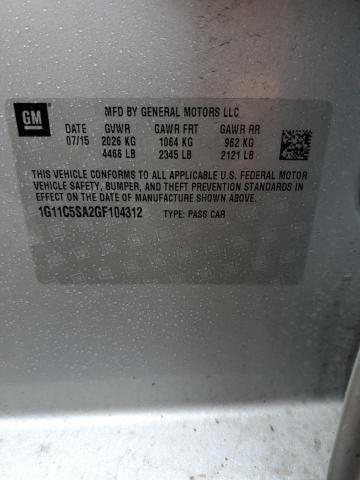 GM
MFD BY GENERAL MOTORS LLC
DATE GVWR GAWR FRT GAWR RR
07/15 2026 KG 1064 KG 962 KG
4466 LB 2345 LB 2121 LB
THIS VEHICLE CONFORMS TO ALL APPLICABLE U.S. FEDERAL MOTOR
VEHICLE SAFETY, BUMPER, AND THEFT PREVENTION STANDARDS IN
EFFECT ON THE DATE OF MANUFACTURE SHOWN ABOVE.
1G11C5SA2GF104312 TYPE: PASS CAR